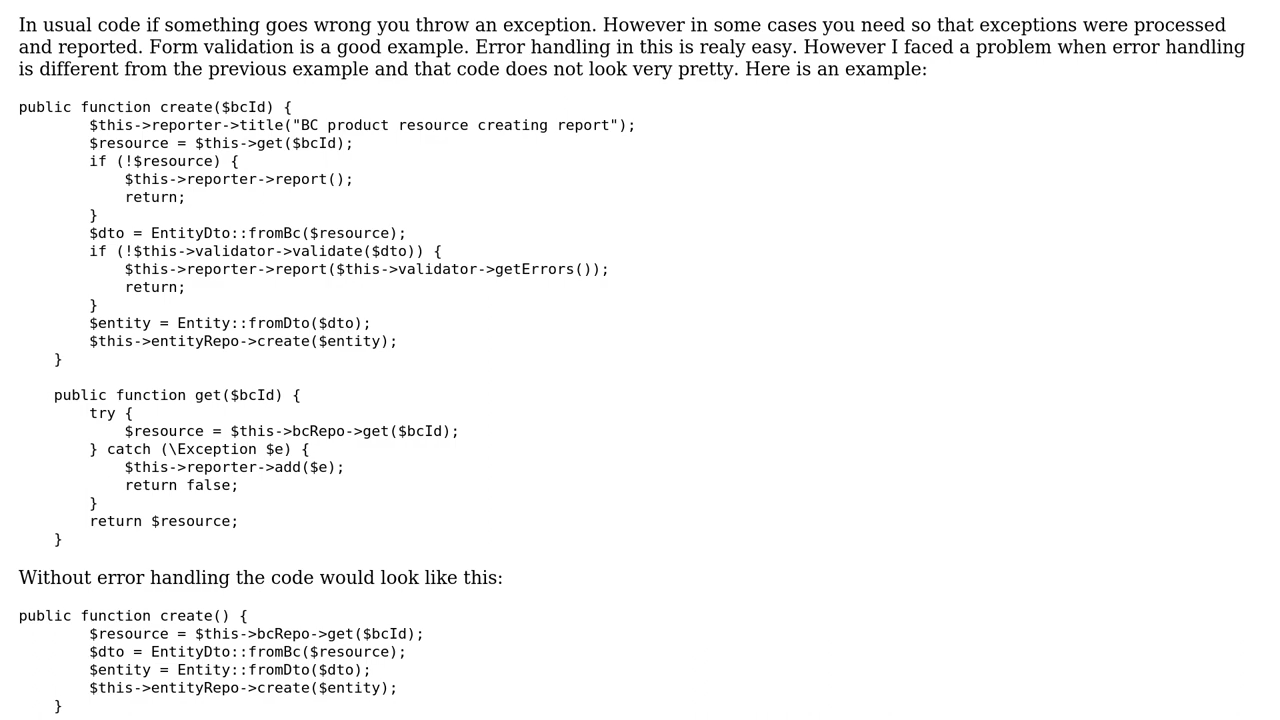 In usual code if something goes wrong you throw an exception. However in some cases you need so that exceptions were processed
and reported. Form validation is a good example. Error handling in this is realy easy. However I faced a problem when error handling
is different from the previous example and that code does not look very pretty. Here is an example:
public function create($bcId) {
        $this->reporter->title("BC product resource creating report");
        $resource = $this->get($bcId);
        if (!$resource) {
            $this->reporter->report();
            return;
        }
        $dto = EntityDto::fromBc($resource);
        if (!$this->validator->validate($dto)) {
            $this->reporter->report($this->validator->getErrors());
            return;
        }
        $entity = Entity::fromDto($dto);
        $this->entityRepo->create($entity);
    }
    public function get($bcId) {
        try {
            $resource = $this->bcRepo->get($bcId);
        } catch (\Exception $e) {
            $this->reporter->add($e);
            return false;
        }
        return $resource;
    }
Without error handling the code would look like this:
public function create() {
        $resource = $this->bcRepo->get($bcId);
        $dto = EntityDto::fromBc($resource);
        $entity = Entity::fromDto($dto);
        $this->entityRepo->create($entity);
    }